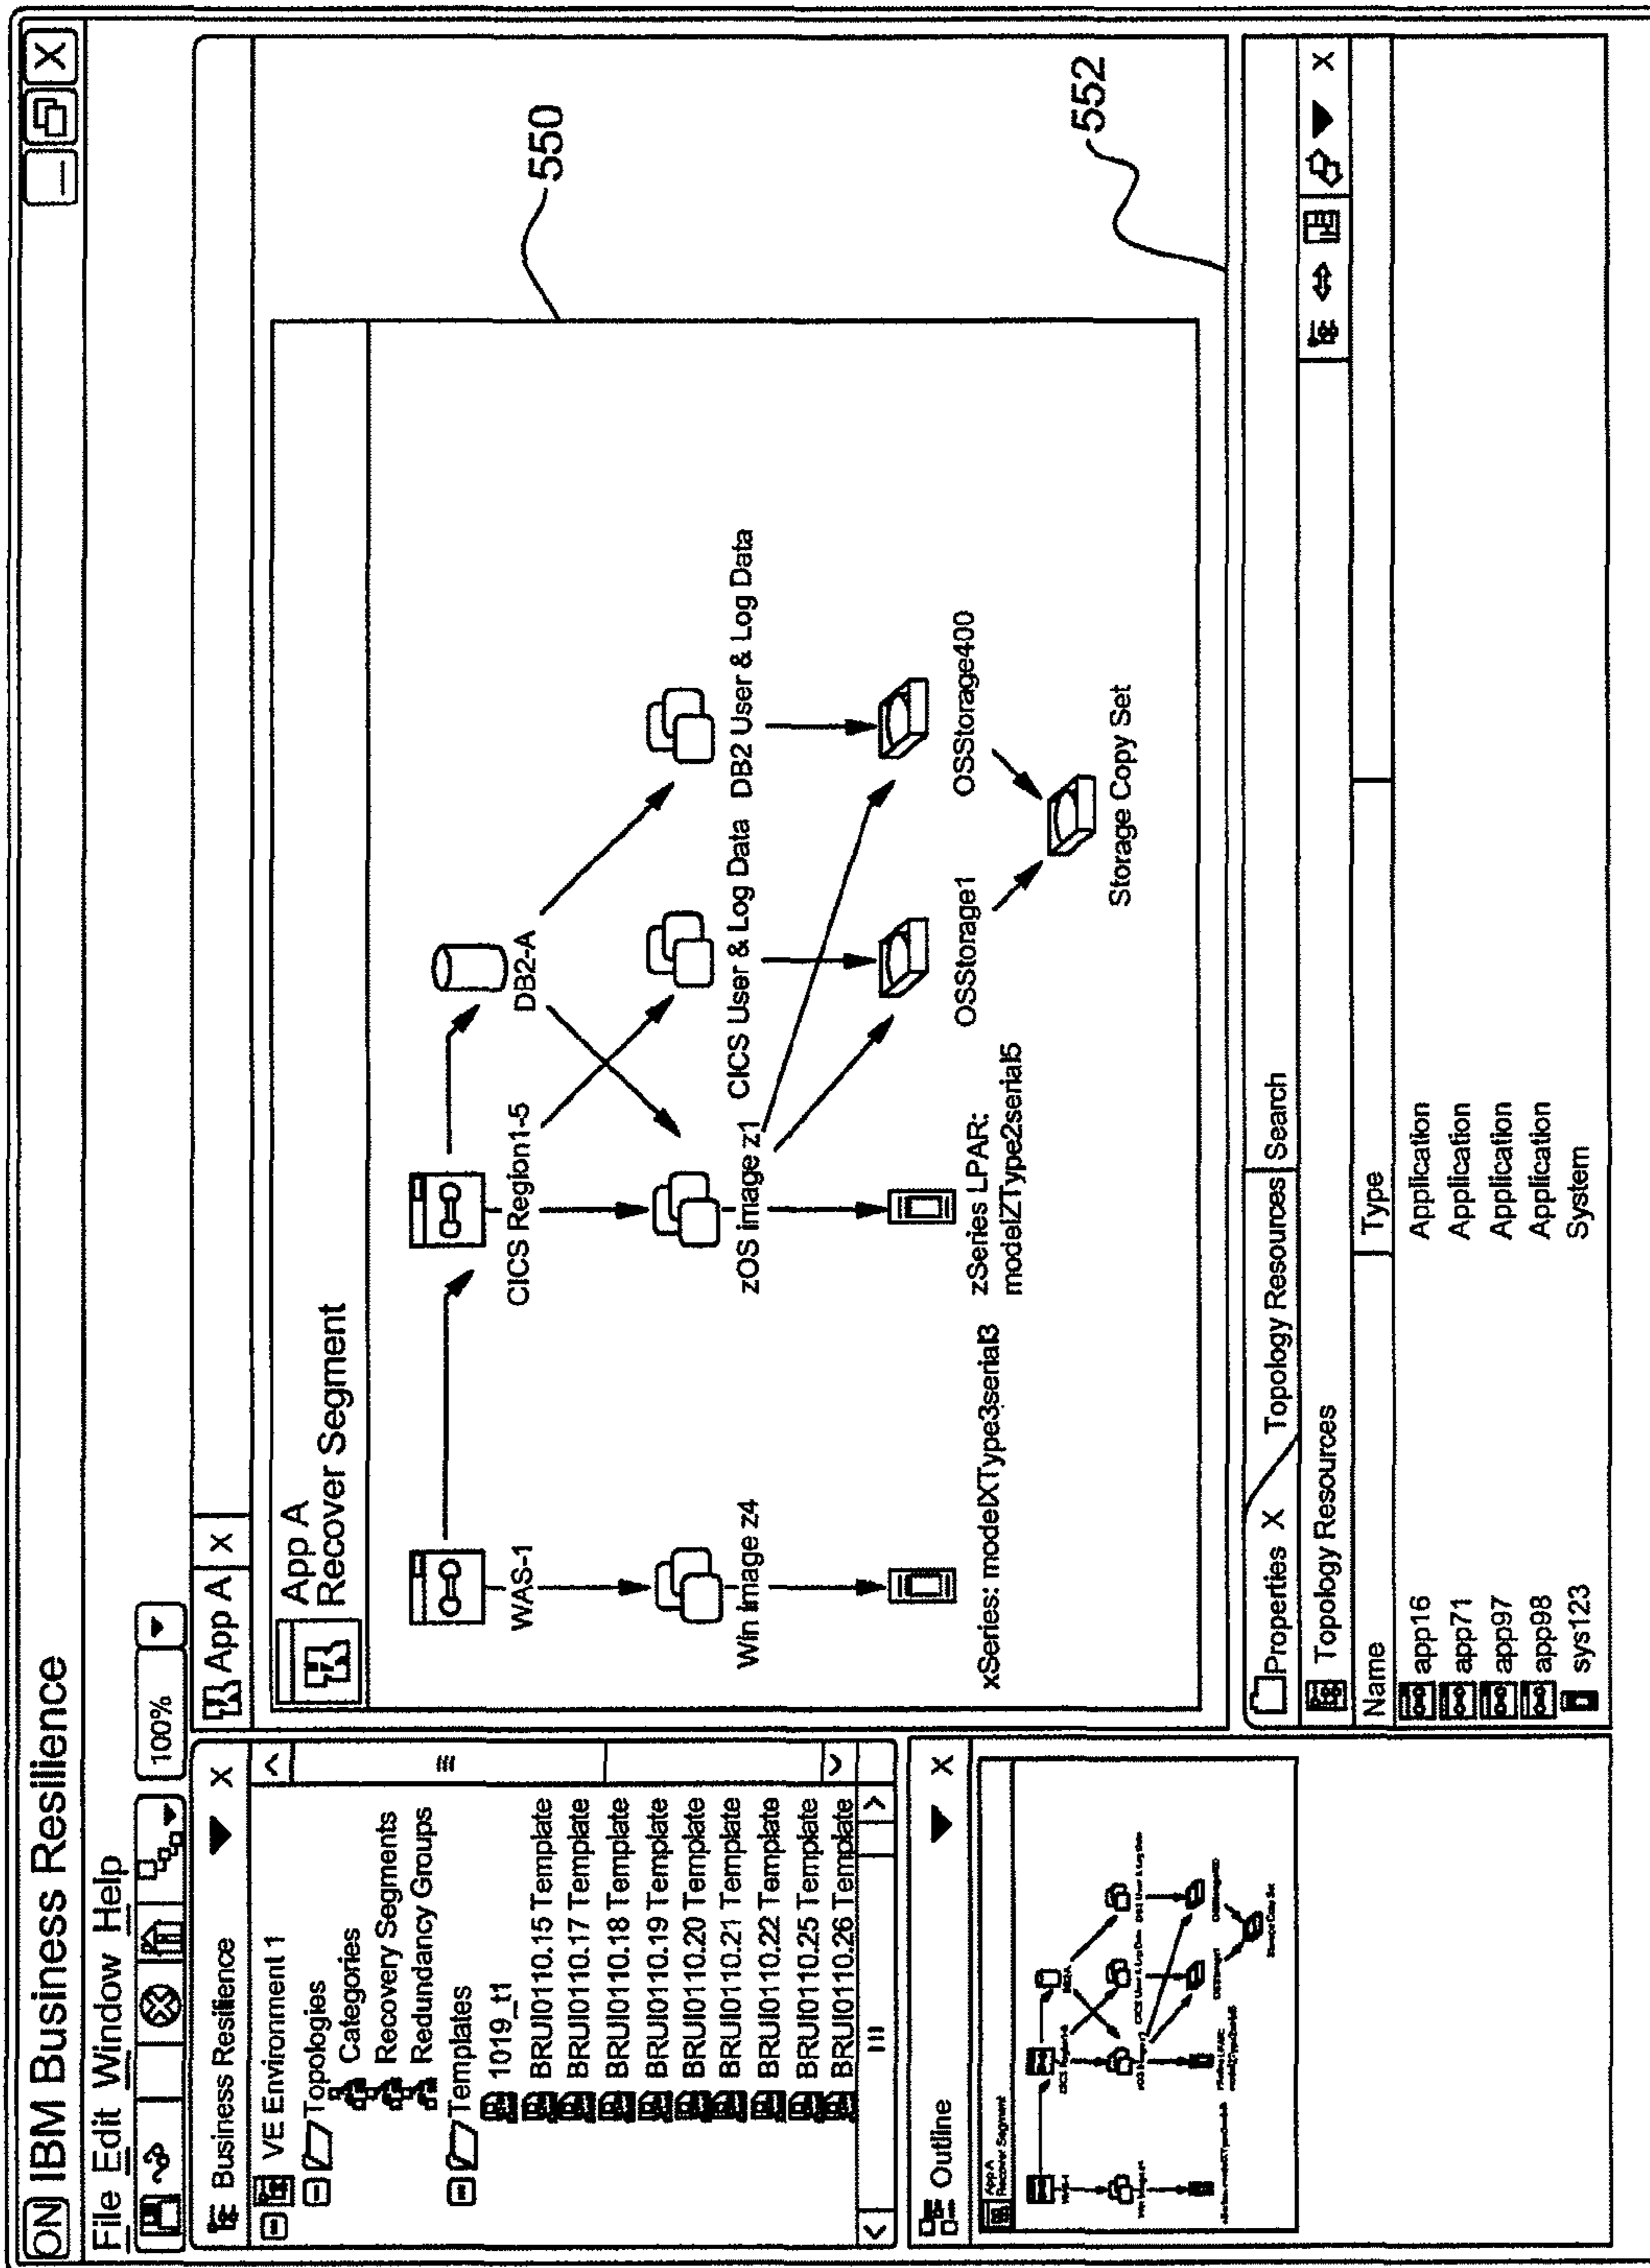 ON IBM Business Resilience
File Edit Window Help
100%
Business Resilience X
VE Environment 1
Topologies
Categories
Recovery Segments
Redundancy Groups
Templates
1019_t1
BRUI0110.15 Template
BRUI0110.17 Template
BRUI0110.18 Template
BRUI0110.19 Template
BRUI0110.20 Template
BRUI0110.21 Template
BRUI0110.22 Template
BRUI0110.25 Template
BRUI0110.26 Template
Outline X
App A
Recover Segment
App A X
App A
Recover Segment
WAS-1
CICS Region1-5
DB2-A
Win Image z4
zOS image z1
CICS User & Log Data
DB2 User & Log Data
xSeries: modelXType3serial3
zSeries LPAR:
modelZType2serial5
OSStorage1
OSStorage400
Storage Copy Set
550
552
Properties X Topology Resources Search
Topology Resources X
Name Type
app16 Application
app71 Application
app97 Application
app98 Application
sys123 System